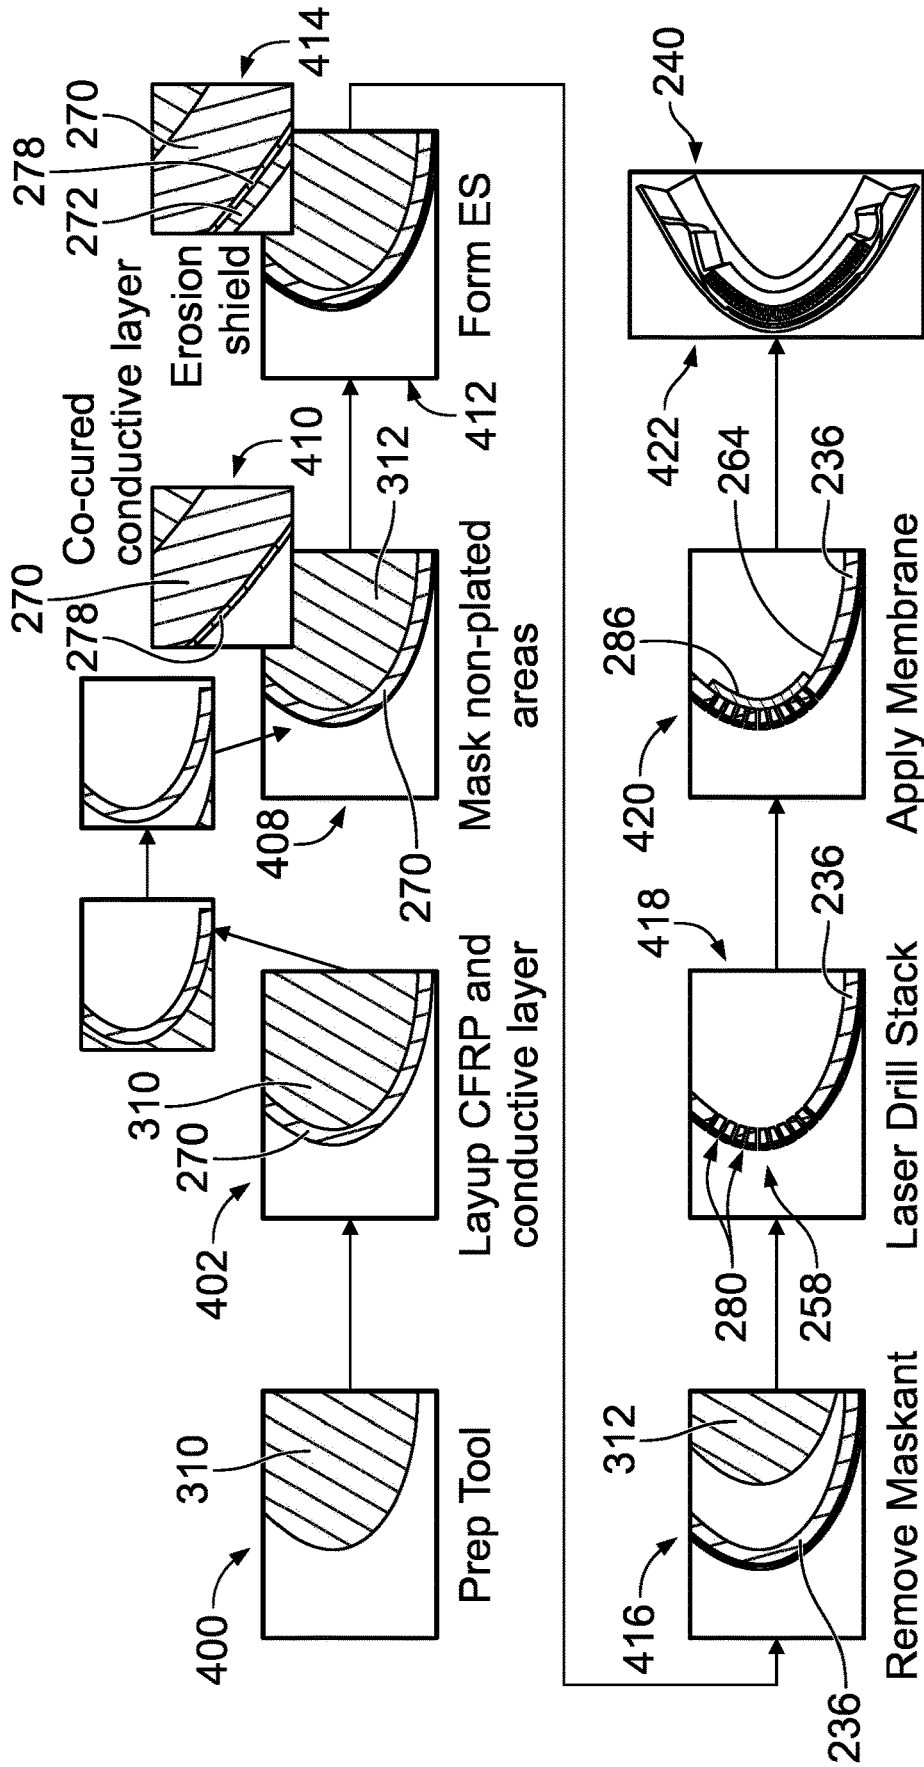 400
310
Prep Tool
402
270
310
Layup CFRP and
conductive layer
408
270
270
278
312
410
Mask non-plated
areas
Co-cured
conductive layer
Erosion
shield
272
278
270
414
412
Form ES
416
236
312
Remove Maskant
280
258
418
236
Laser Drill Stack
420
286
264
236
Apply Membrane
422
240